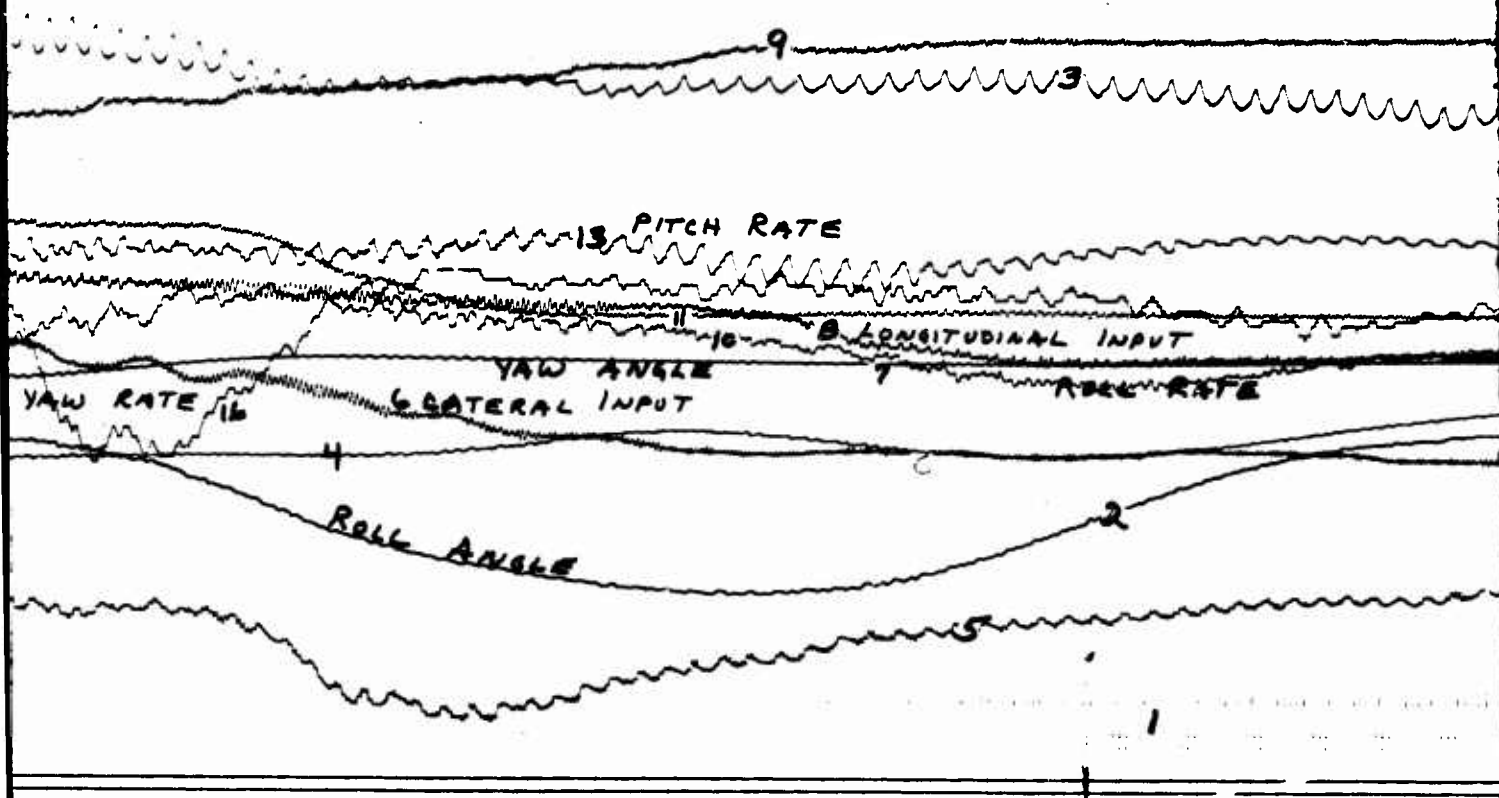 9
3
13 PITCH RATE
11
8 LONGITUDINAL INPUT
10
YAW ANGLE
7
ROLL RATE
YAW RATE 16
6 LATERAL INPUT
4
2
ROLL ANGLE
5
1